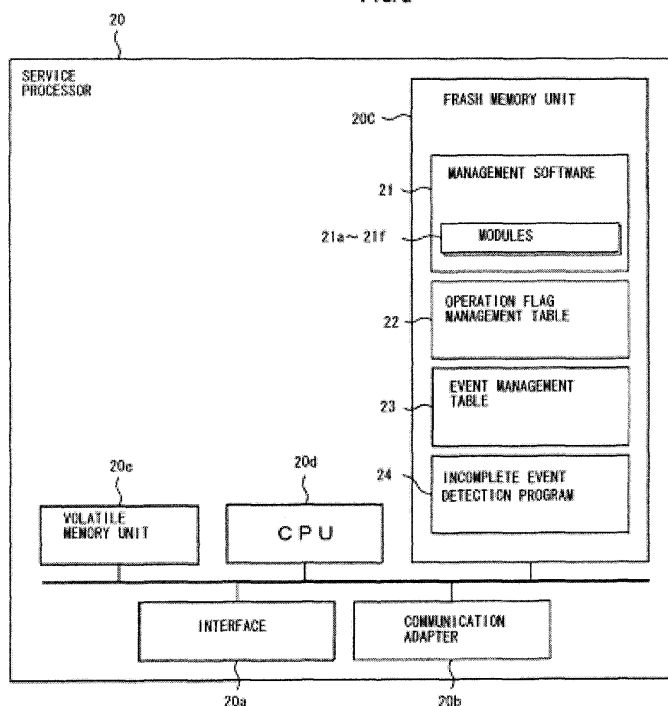 20
SERVICE
PROCESSOR
20C
FRASH MEMORY UNIT
21
MANAGEMENT SOFTWARE
21a~21f
MODULES
22
OPERATION FLAG
MANAGEMENT TABLE
23
EVENT MANAGEMENT
TABLE
24
INCOMPLETE EVENT
DETECTION PROGRAM
20e
VOLATILE
MEMORY UNIT
20d
CPU
INTERFACE
COMMUNICATION
ADAPTER
20a
20b